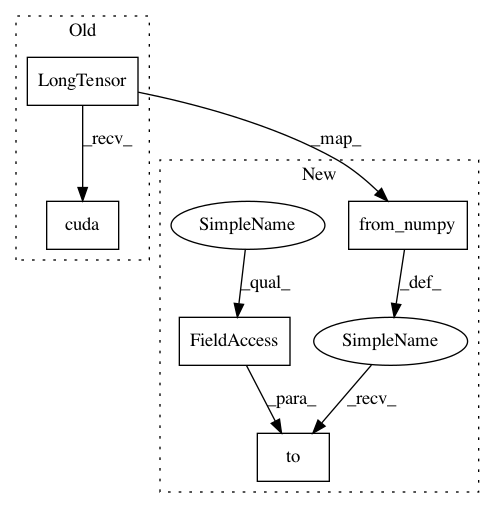 Old
LongTensor
_recv_
_map_
cuda
New
SimpleName
from_numpy
_qual_
_def_
FieldAccess
SimpleName
_para_
_recv_
to